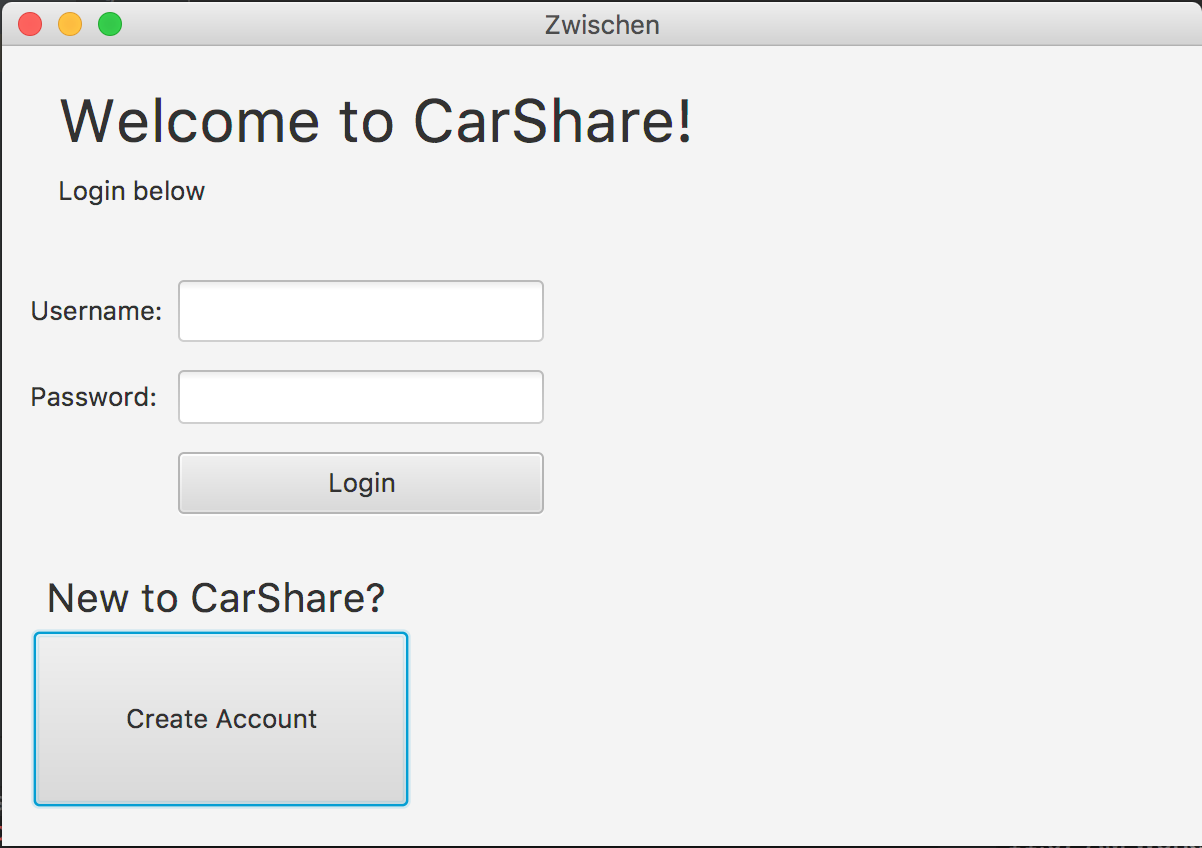 Zwischen
Welcome to CarShare!
Login below
Username:
Password:
Login
New to CarShare?
Create Account